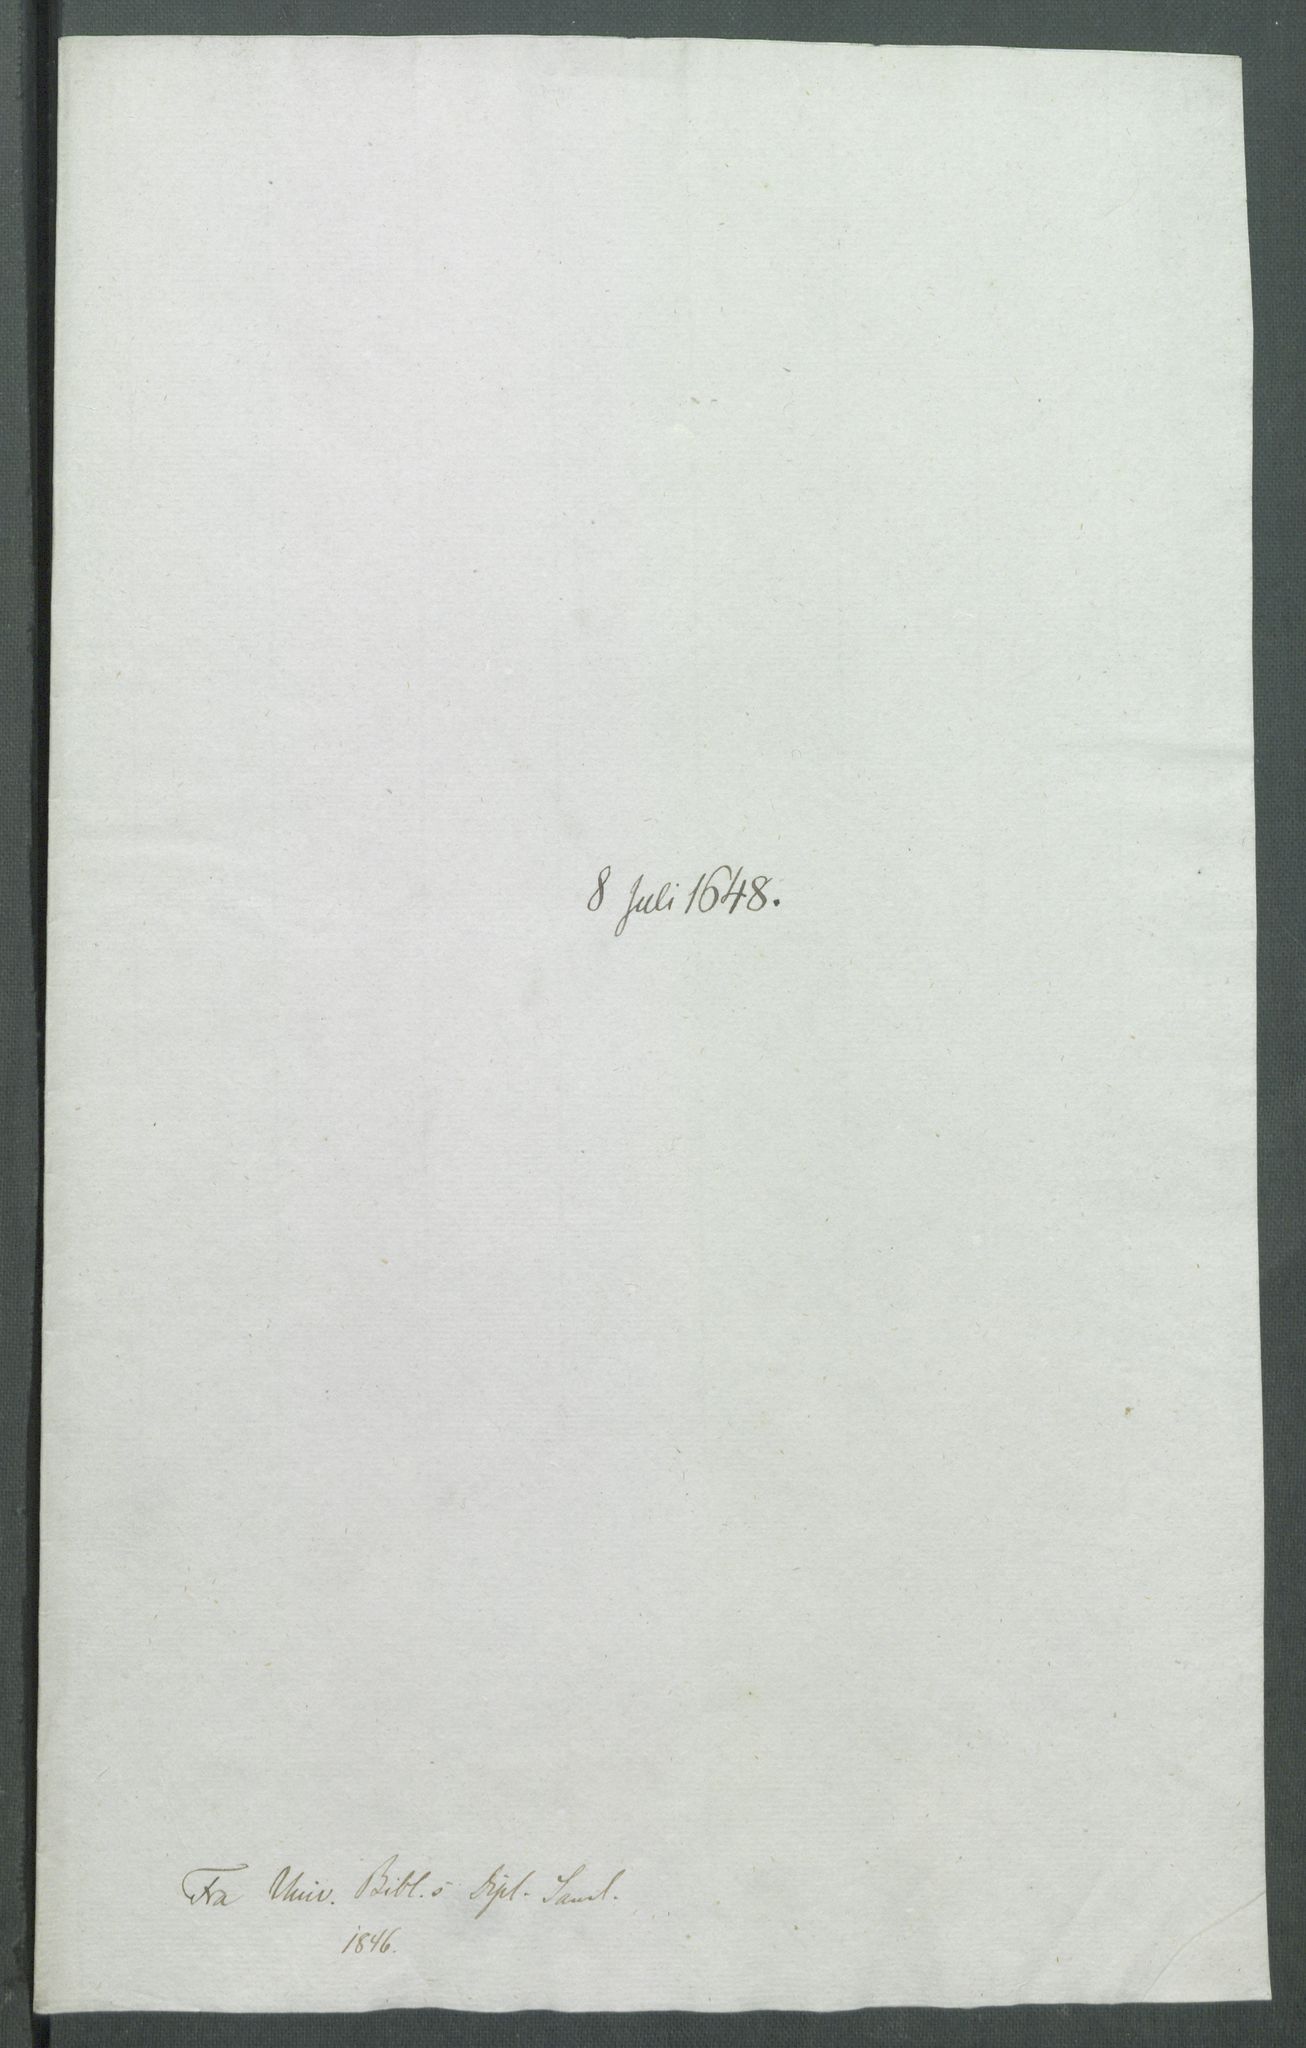 8 Juli 1648.
Fra Univ. Bibl.s Dipl. Saml.
1846.